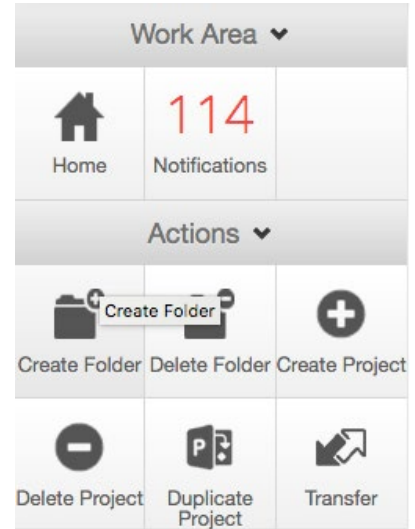 Work Area
114
Home
Notifications
Actions
Create Folder
Create Folder
Delete Folder
Create Project
P
Delete Project
Duplicate
Project
Transfer